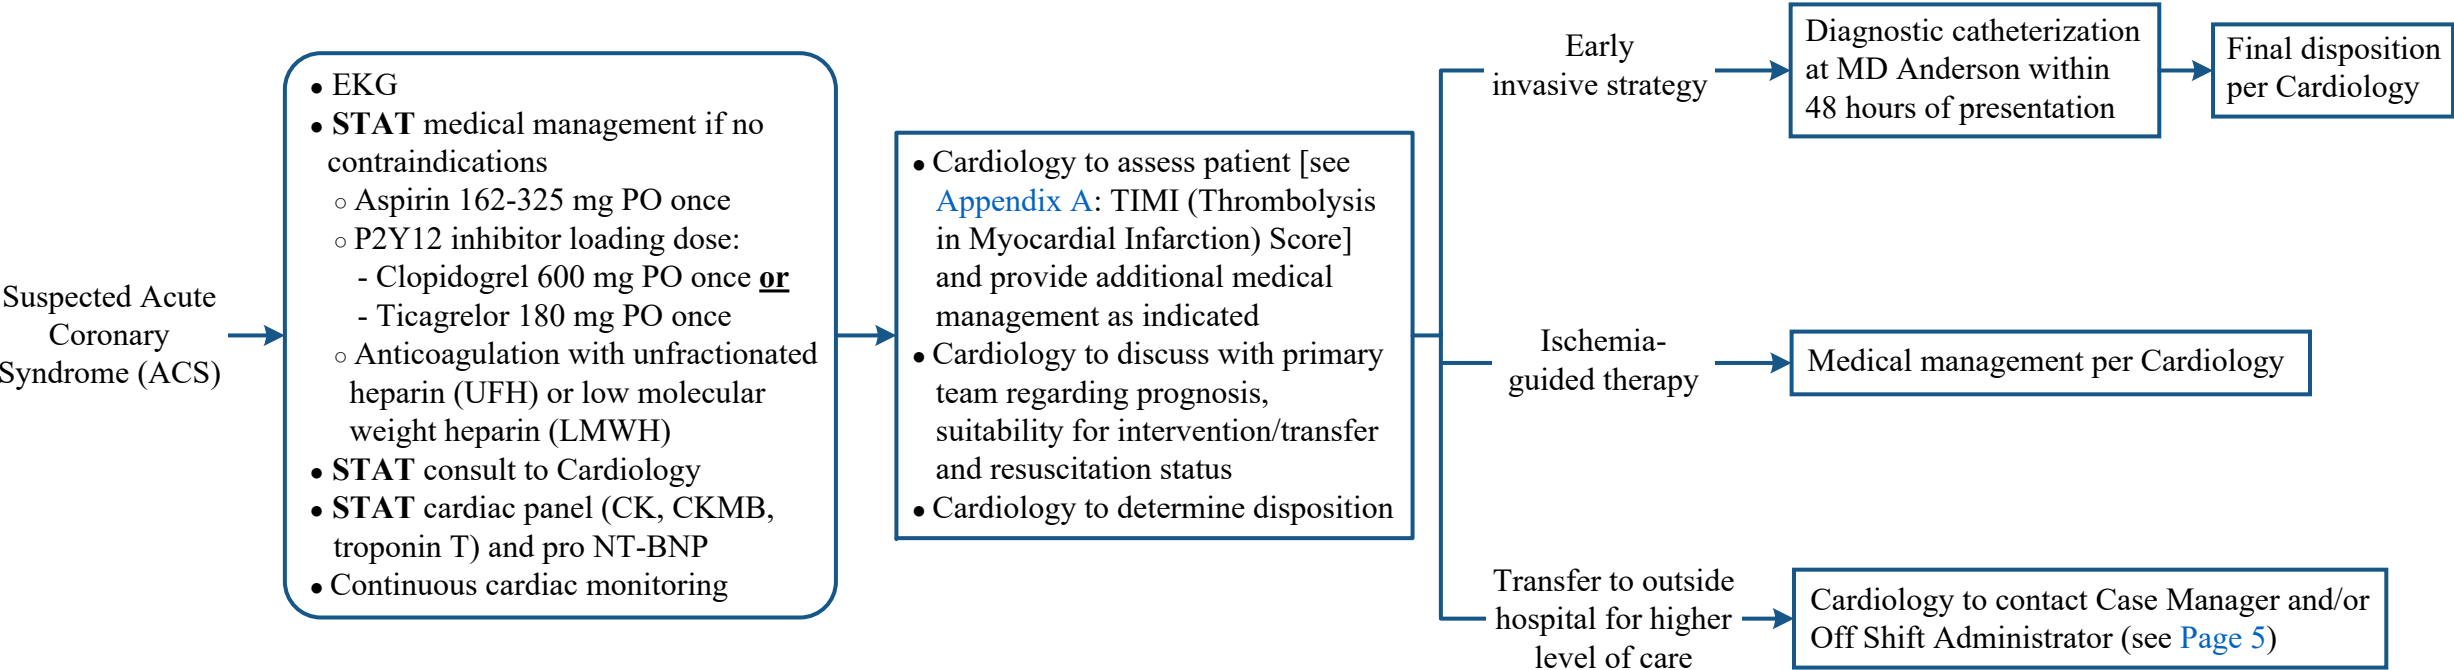 Suspected Acute
Coronary
Syndrome (ACS)
● EKG
● STAT medical management if no
contraindications
○ Aspirin 162-325 mg PO once
○ P2Y12 inhibitor loading dose:
- Clopidogrel 600 mg PO once or
- Ticagrelor 180 mg PO once
○ Anticoagulation with unfractionated
heparin (UFH) or low molecular
weight heparin (LMWH)
● STAT consult to Cardiology
● STAT cardiac panel (CK, CKMB,
troponin T) and pro NT-BNP
● Continuous cardiac monitoring
● Cardiology to assess patient [see
Appendix A: TIMI (Thrombolysis
in Myocardial Infarction) Score]
and provide additional medical
management as indicated
● Cardiology to discuss with primary
team regarding prognosis,
suitability for intervention/transfer
and resuscitation status
● Cardiology to determine disposition
Early
invasive strategy
Diagnostic catheterization
at MD Anderson within
48 hours of presentation
Final disposition
per Cardiology
Ischemia-
guided therapy
Medical management per Cardiology
Transfer to outside
hospital for higher
level of care
Cardiology to contact Case Manager and/or
Off Shift Administrator (see Page 5)